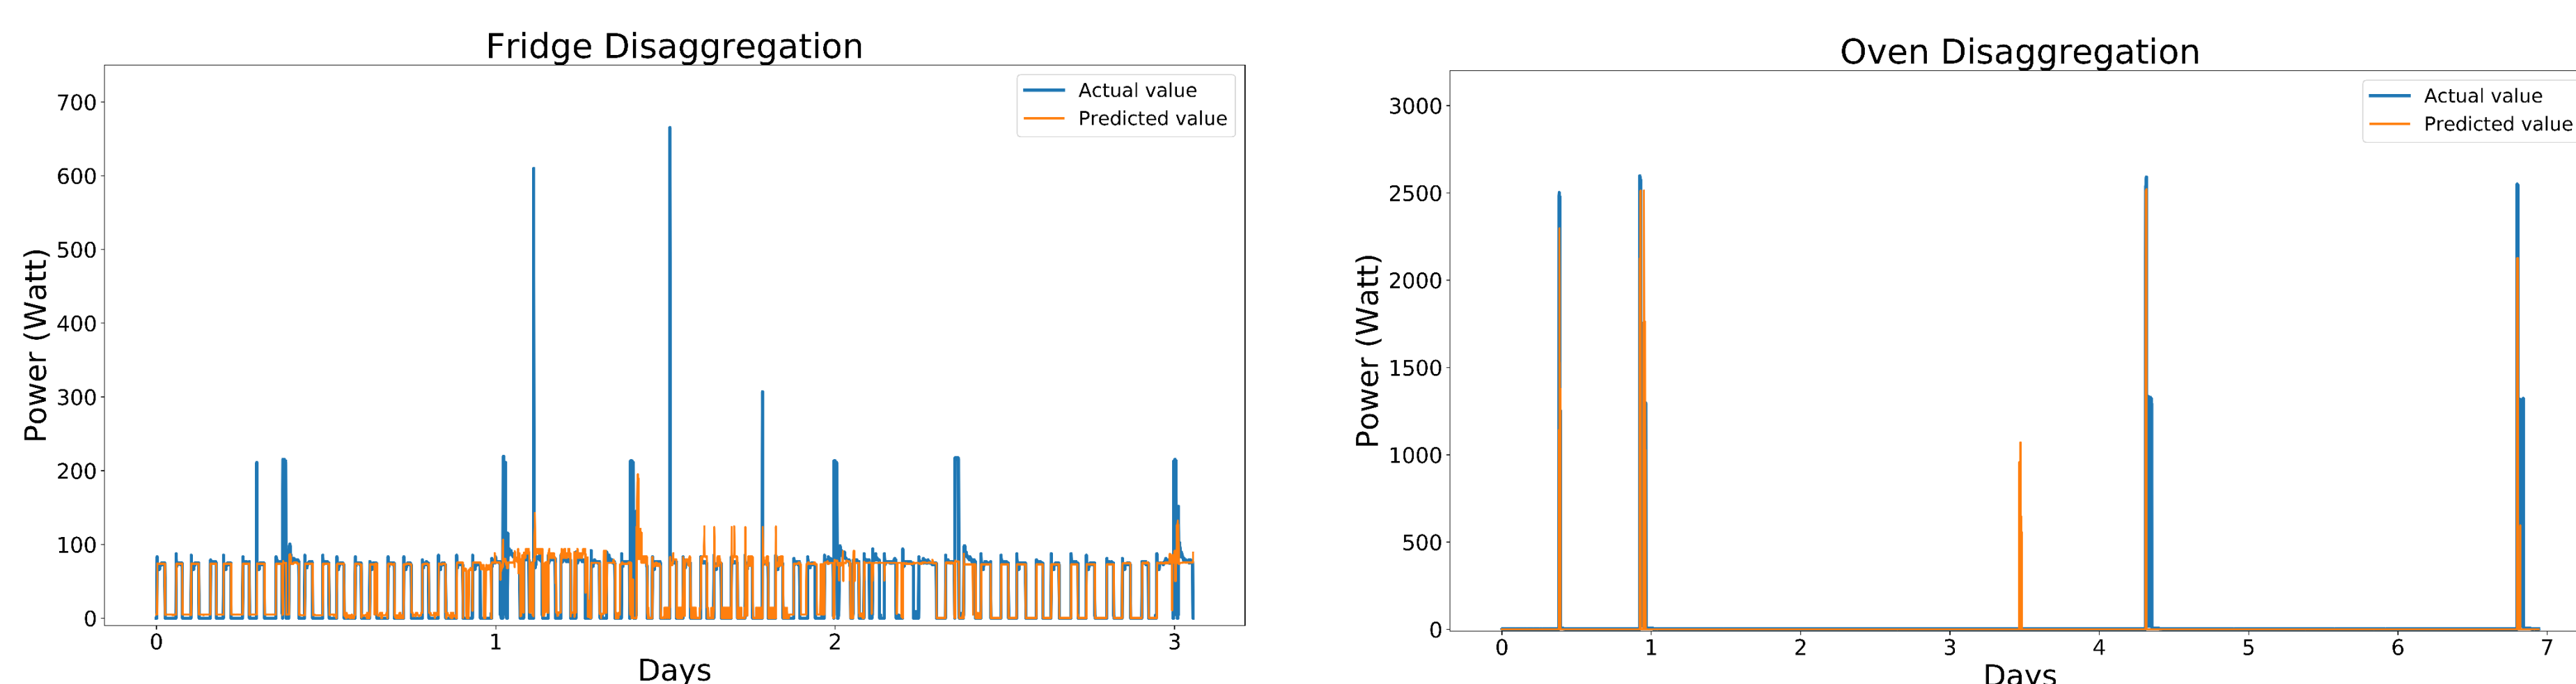 Fridge Disaggregation
Actual value
Predicted value
700
600
500
400
300
200
100
0
Power (Watt)
0 1 2 3
Days
Oven Disaggregation
Actual value
Predicted value
3000
2500
2000
1500
1000
500
0
Power (Watt)
0 1 2 3 4 5 6 7
Days